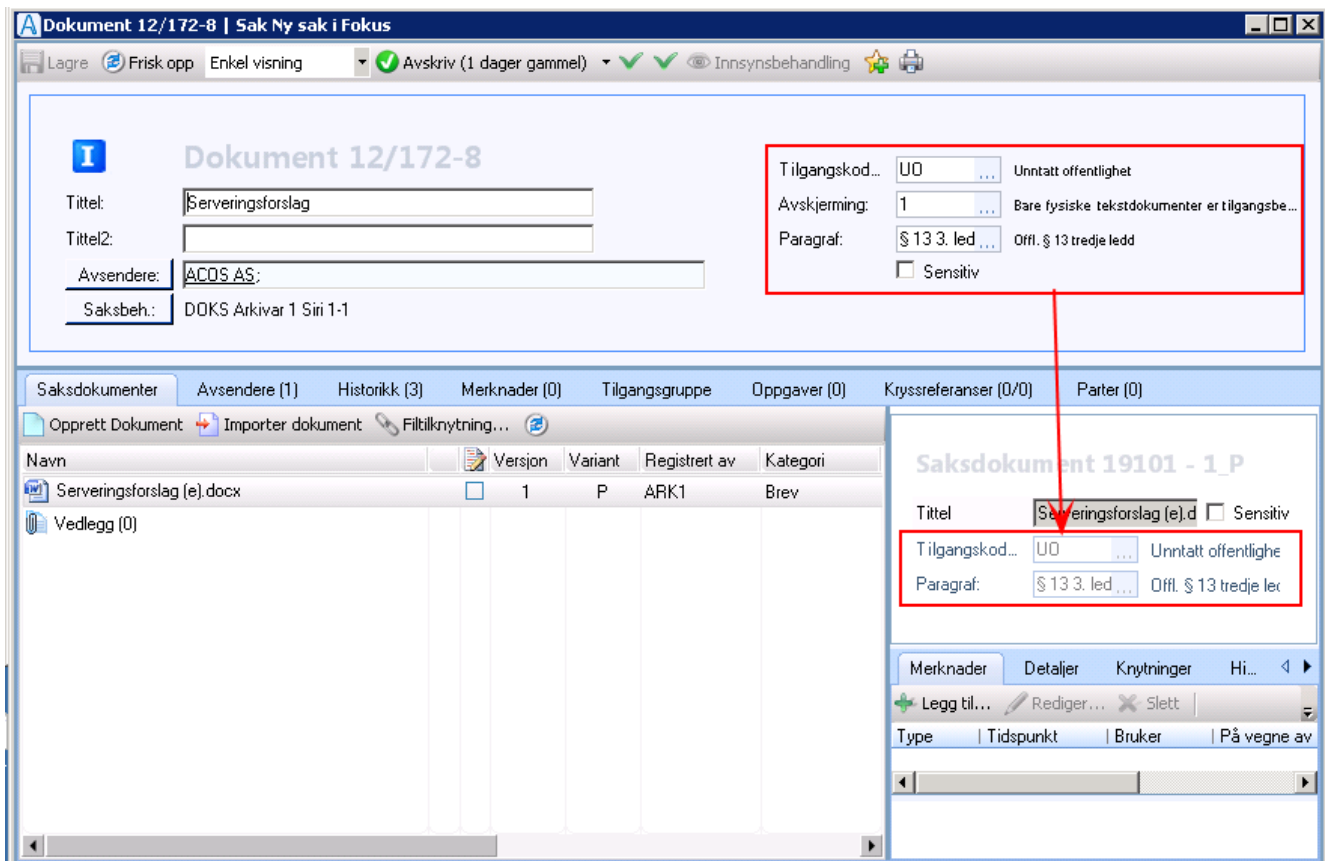 Dokument 12/172-8 | Sak Ny sak i Fokus
Lagre Frisk opp Enkel visning Avskriv (1 dager gammel) Innsynsbehandling
I Dokument 12/172-8
Tilgangskod... UO ... Unntatt offentlighet
Tittel: Serveringsforslag
Avskjerming: 1 ... Bare fysiske tekstdokumenter er tilgangsbe...
Tittel2:
Paragraf: § 13 3. led ... Offl. § 13 tredje ledd
Avsendere: ACOS AS;
Sensitiv
Saksbeh.: DOKS Arkivar 1 Siri 1-1
Saksdokumenter Avsendere (1) Historikk (3) Merknader (0) Tilgangsgruppe Oppgaver (0) Kryssreferanser (0/0) Parter (0)
Opprett Dokument Importer dokument Filtilknytning...
Navn Versjon Variant Registrert av Kategori
Serveringsforslag (e).docx 1 P ARK1 Brev
Vedlegg (0)
Saksdokument 19101 - 1_P
Tittel Serveringsforslag (e).d Sensitiv
Tilgangskod... UO ... Unntatt offentlighe
Paragraf: § 13 3. led ... Offl. § 13 tredje lec
Merknader Detaljer Knytninger Hi...
Legg til... Rediger... Slett
Type Tidspunkt Bruker På vegne av